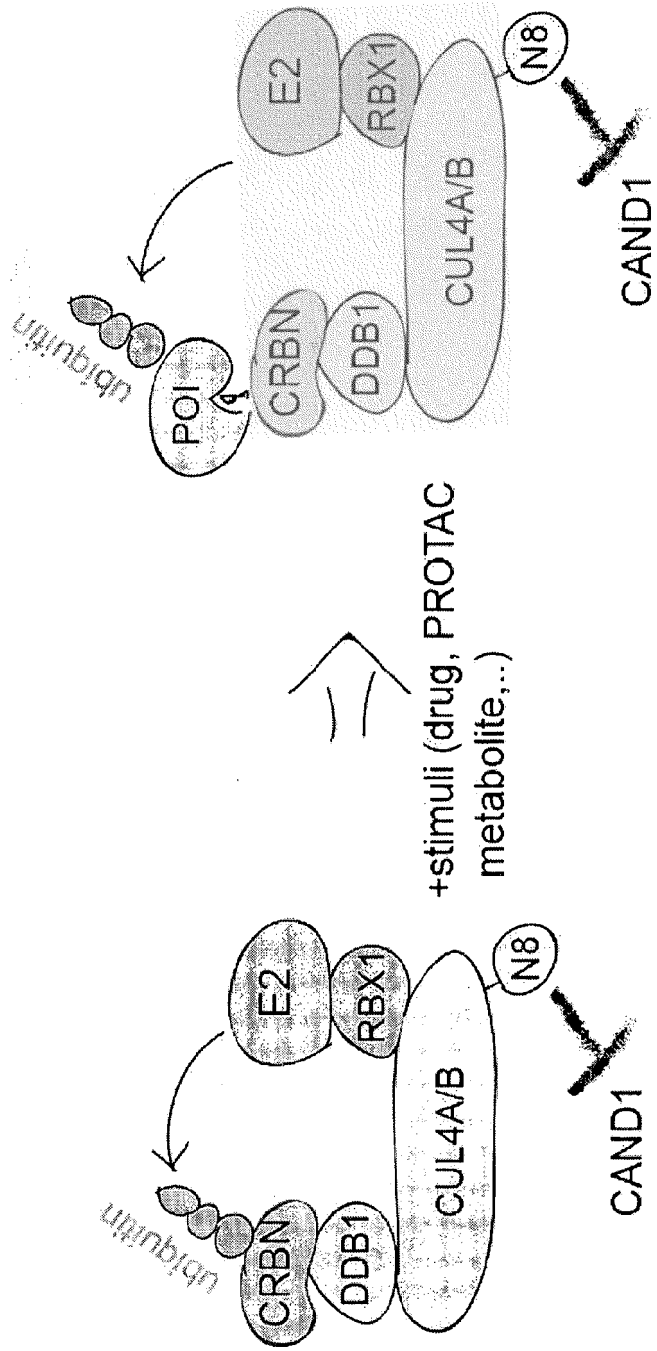 ubiquitin
CRBN
DDB1
E2
RBX1
CUL4A/B
N8
CAND1
+stimuli (drug, PROTAC
metabolite,..)
ubiquitin
POI
CRBN
DDB1
E2
RBX1
CUL4A/B
N8
CAND1